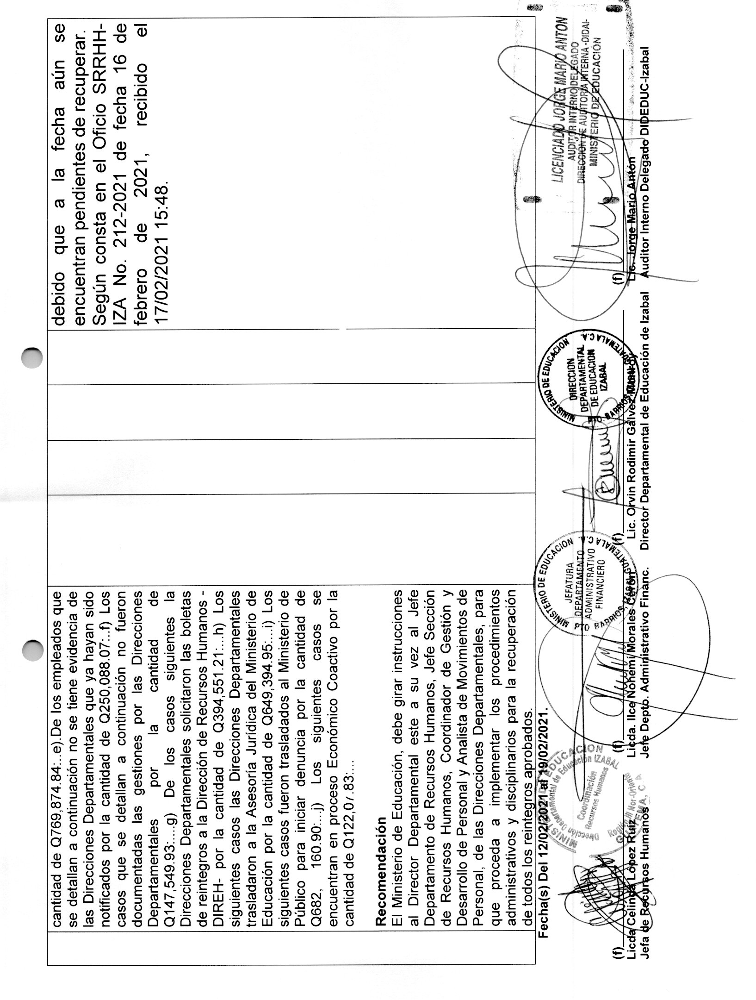 cantidad de Q769,874.84:..e).De los empleados que
se detallan a continuación no se tiene evidencia de
las Direcciones Departamentales que ya hayan sido
notificados por la cantidad de Q250,088.07:..f) Los
casos que se detallan a continuación no fueron
documentadas las gestiones por las Direcciones
Departamentales por la cantidad de
Q147,549.93:....g) De los casos siguientes la
Direcciones Departamentales solicitaron las boletas
de reintegros a la Dirección de Recursos Humanos -
DIREH- por la cantidad de Q394,551.21:...h) Los
siguientes casos las Direcciones Departamentales
trasladaron a la Asesoría Jurídica del Ministerio de
Educación por la cantidad de Q649,394.95:...i) Los
siguientes casos fueron trasladados al Ministerio de
Público para iniciar denuncia por la cantidad de
Q682, 160.90:...j) Los siguientes casos se
encuentran en proceso Económico Coactivo por la
cantidad de
Recomendación
El Ministerio de Educación, debe girar instrucciones
al Director Departamental este a su vez al Jefe
Departamento de Recursos Humanos, Jefe Sección
de Recursos Humanos, Coordinador de Gestión y
Desarrollo de Personal y Analista de Movimientos de
Personal, de las Direcciones Departamentales, para
que proceda a implementar los procedimientos
administrativos y disciplinarios para la recuperación
de todos los reintegros aprobados.
debido que a la fecha aún se
encuentran pendientes de recuperar.
Según consta en el Oficio SRRHH-
IZA No. 212-2021 de fecha 16 de
febrero de 2021, recibido el
17/02/2021 15:48.
Fecha(s) Del 12/02/2021 al 19/02/2021.
MINISTERIO DE EDUCACION
Dirección Departamental de Educación IZABAL
Coordinación
Recursos Humanos
Región III Nor-Oriente
GUATEMALA, C A
(f)
Licda Celinda López Ruiz
Jefa de Recursos Humanos
MINISTERIO DE EDUCACION
JEFATURA
DEPARTAMENTO
ADMINISTRATIVO
FINANCIERO
PTO BARRIOS, IZABAL GUATEMALA C.A.
(f)
Licda. Ilce Nohemí Morales Cerón
Jefe Depto. Administrativo Financ.
MINISTERIO DE EDUCACION
DIRECCION
DEPARTAMENTAL
DE EDUCACION
IZABAL
PTO. BARRIOS, IZABAL GUATEMALA C.A.
(f)
Lic. Orvin Rodimir Gálvez Monroy
Director Departamental de Educación de Izabal
LICENCIADO JORGE MARIO ANTON
AUDITOR INTERNO DELEGADO
DIRECCIÓN DE AUDITORÍA INTERNA -DIDAI-
MINISTERIO DE EDUCACIÓN
(f)
Lic. Jorge Mario Antón
Auditor Interno Delegado DIDEDUC-Izabal